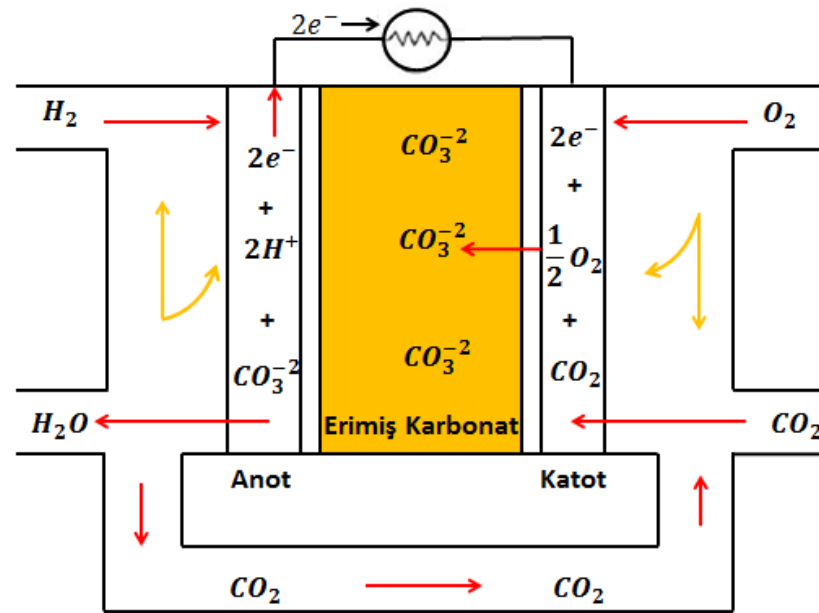 2e⁻
H₂
O₂
2e⁻
+
2H⁺
+
CO₃⁻²
CO₃⁻²
CO₃⁻²
CO₃⁻²
Erimiş Karbonat
2e⁻
+
1/2 O₂
+
CO₂
H₂O
CO₂
Anot
Katot
CO₂
CO₂